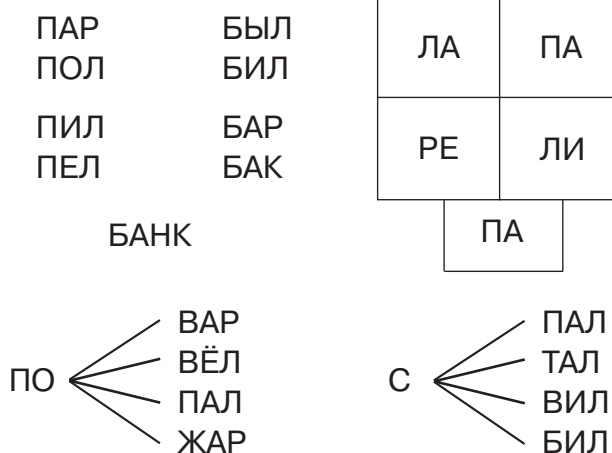 ПАР БЫЛ
ПОЛ БИЛ
ПИЛ БАР
ПЕЛ БАК
БАНК
ЛА ПА
РЕ ЛИ
ПА
ПО
ВАР
ВЁЛ
ПАЛ
ЖАР
С
ПАЛ
ТАЛ
ВИЛ
БИЛ